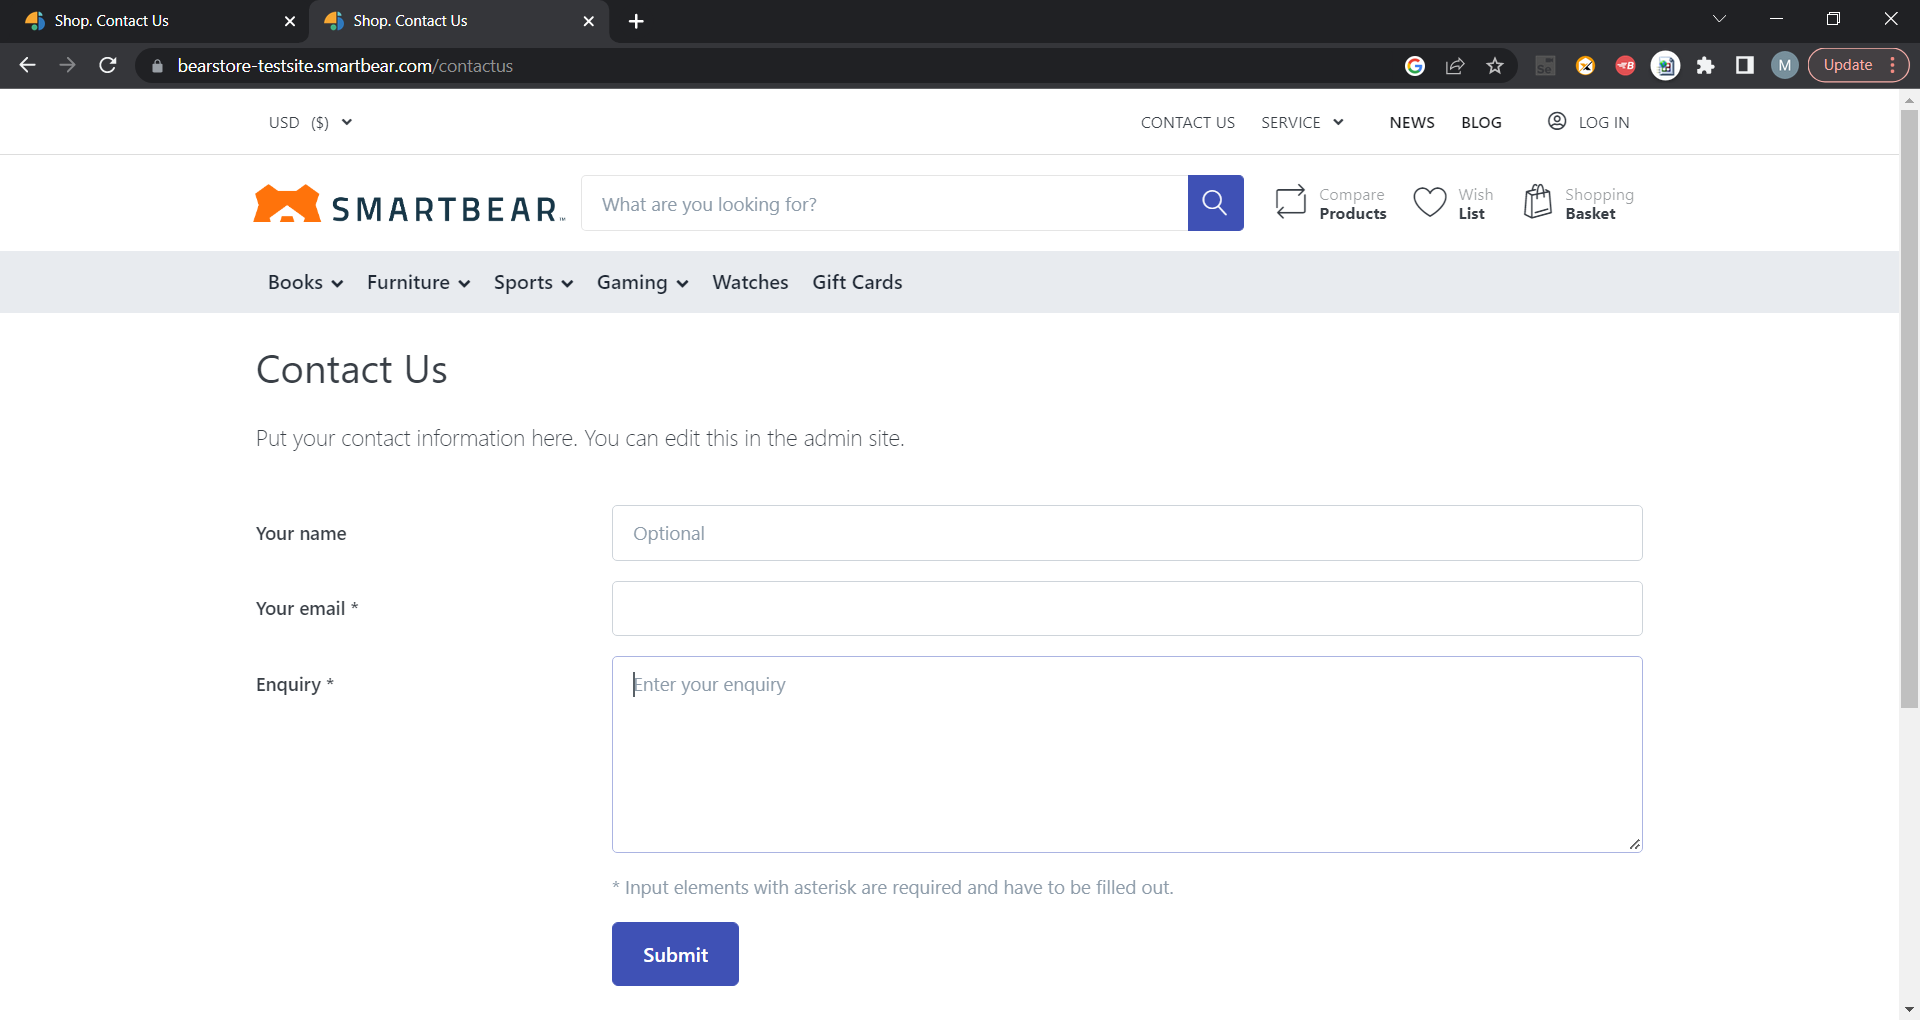 Shop. Contact Us
Shop. Contact Us
bearstore-testsite.smartbear.com/contactus
Se
B
M
Update
USD ($)
CONTACT US
SERVICE
NEWS
BLOG
LOG IN
SMARTBEAR™
What are you looking for?
Compare
Products
Wish
List
Shopping
Basket
Books
Furniture
Sports
Gaming
Watches
Gift Cards
Contact Us
Put your contact information here. You can edit this in the admin site.
Your name
Optional
Your email *
Enquiry *
Enter your enquiry
* Input elements with asterisk are required and have to be filled out.
Submit